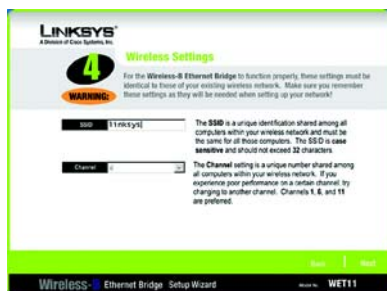 LINKSYS®
A Division of Cisco Systems, Inc.
4
WARNING:
Wireless Settings
For the Wireless-B Ethernet Bridge to function properly, these settings must be
identical to those of your existing wireless network. Make sure you remember
these settings as they will be needed when setting up your network!
SSID
linksys
The SSID is a unique identification shared among all
computers within your wireless network and must be
the same for all those computers. The SSID is case
sensitive and should not exceed 32 characters.
Channel
The Channel setting is a unique number shared among
all computers within your wireless network. If you
experience poor performance on a certain channel, try
changing to another channel. Channels 1, 6, and 11
are preferred.
Back
Next
Wireless-B Ethernet Bridge Setup Wizard
Model No. WET11